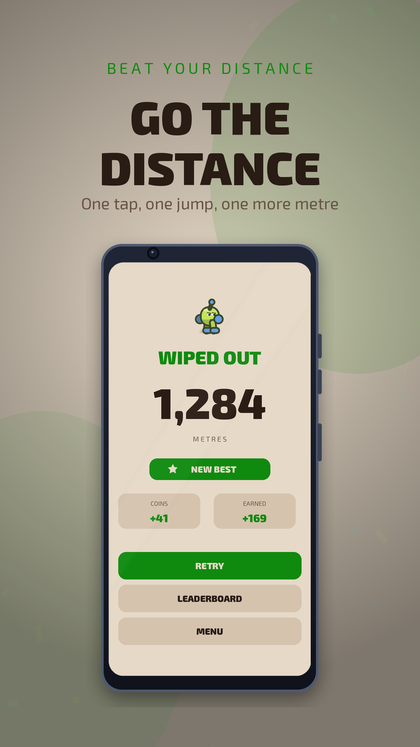 BEAT YOUR DISTANCE
GO THE
DISTANCE
One tap, one jump, one more metre
WIPED OUT
1,284
METRES
NEW BEST
COINS
+41
EARNED
+169
RETRY
LEADERBOARD
MENU